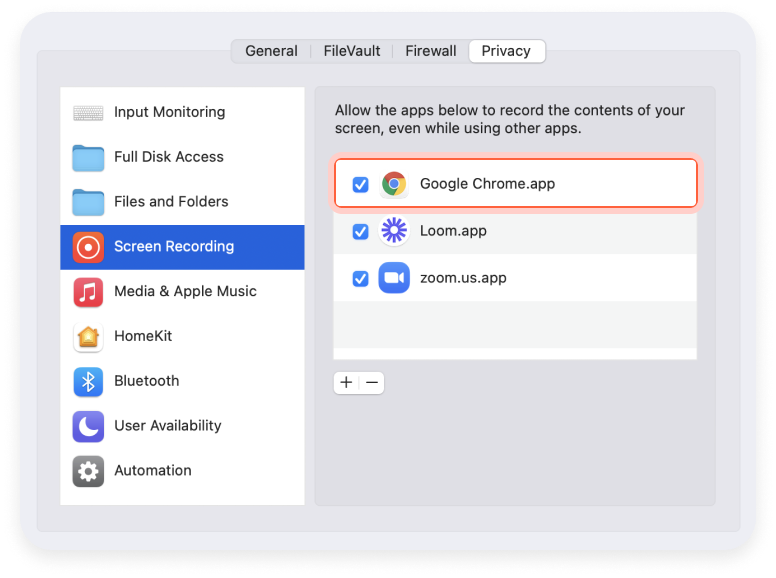 General
FileVault
Firewall
Privacy
Input Monitoring
Full Disk Access
Files and Folders
Screen Recording
Media & Apple Music
HomeKit
Bluetooth
User Availability
Automation
Allow the apps below to record the contents of your
screen, even while using other apps.
Google Chrome.app
Loom.app
zoom.us.app
+ −